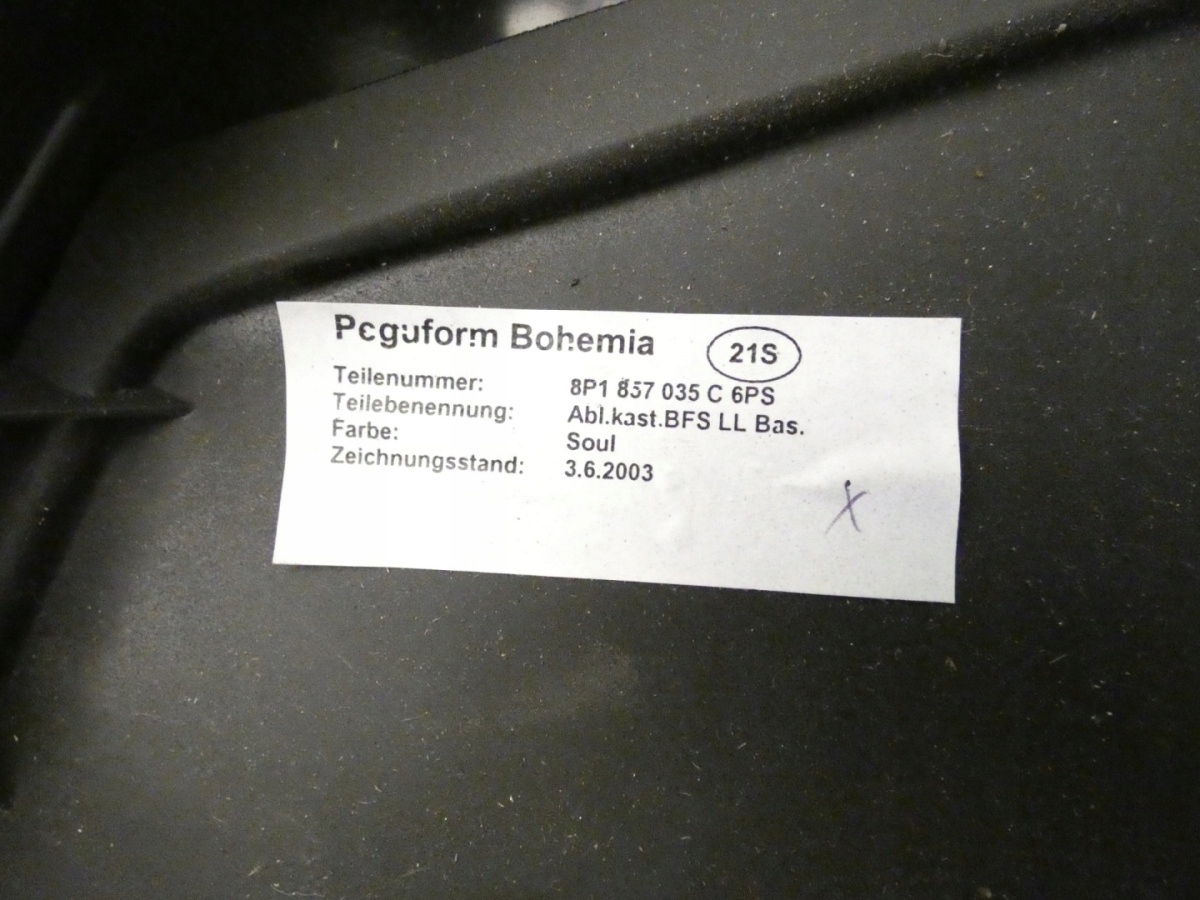 Peguform Bohemia 21S
Teilenummer: 8P1 857 035 C 6PS
Teilebenennung: Abl.kast.BFS LL Bas.
Farbe: Soul
Zeichnungsstand: 3.6.2003
X